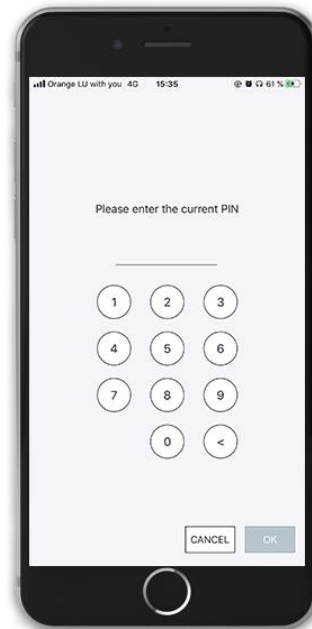 Orange LU with you 4G 15:35 61 %
Please enter the current PIN
1 2 3
4 5 6
7 8 9
0 <
CANCEL OK